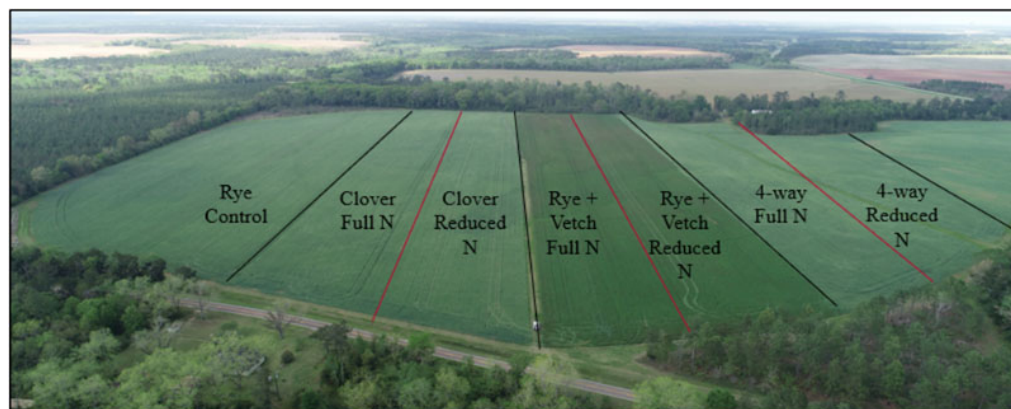 Rye
Control
Clover
Full N
Clover
Reduced
N
Rye +
Vetch
Full N
Rye +
Vetch
Reduced
N
4-way
Full N
4-way
Reduced
N